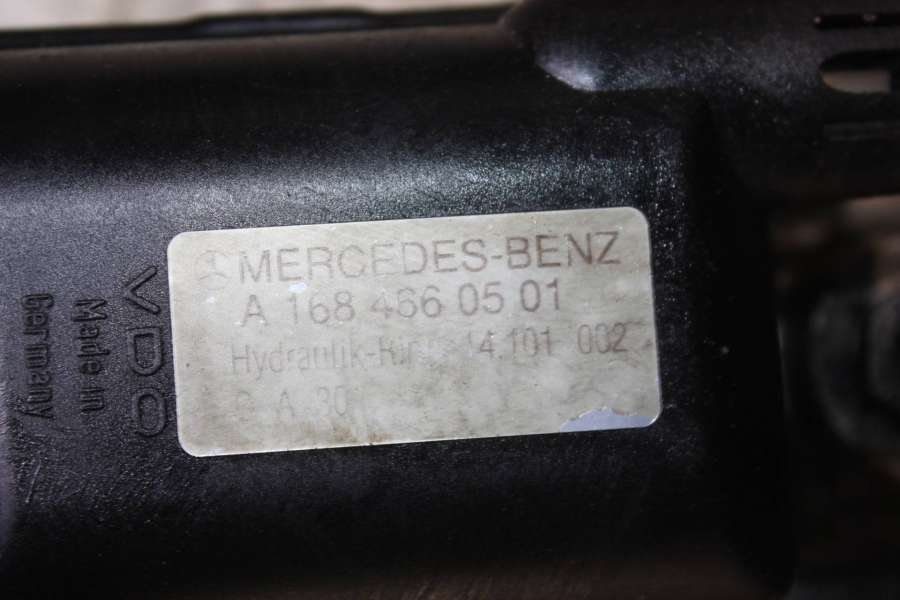 MERCEDES-BENZ
A 168 466 05 01
14.101 002
VDO
Made in
Germany